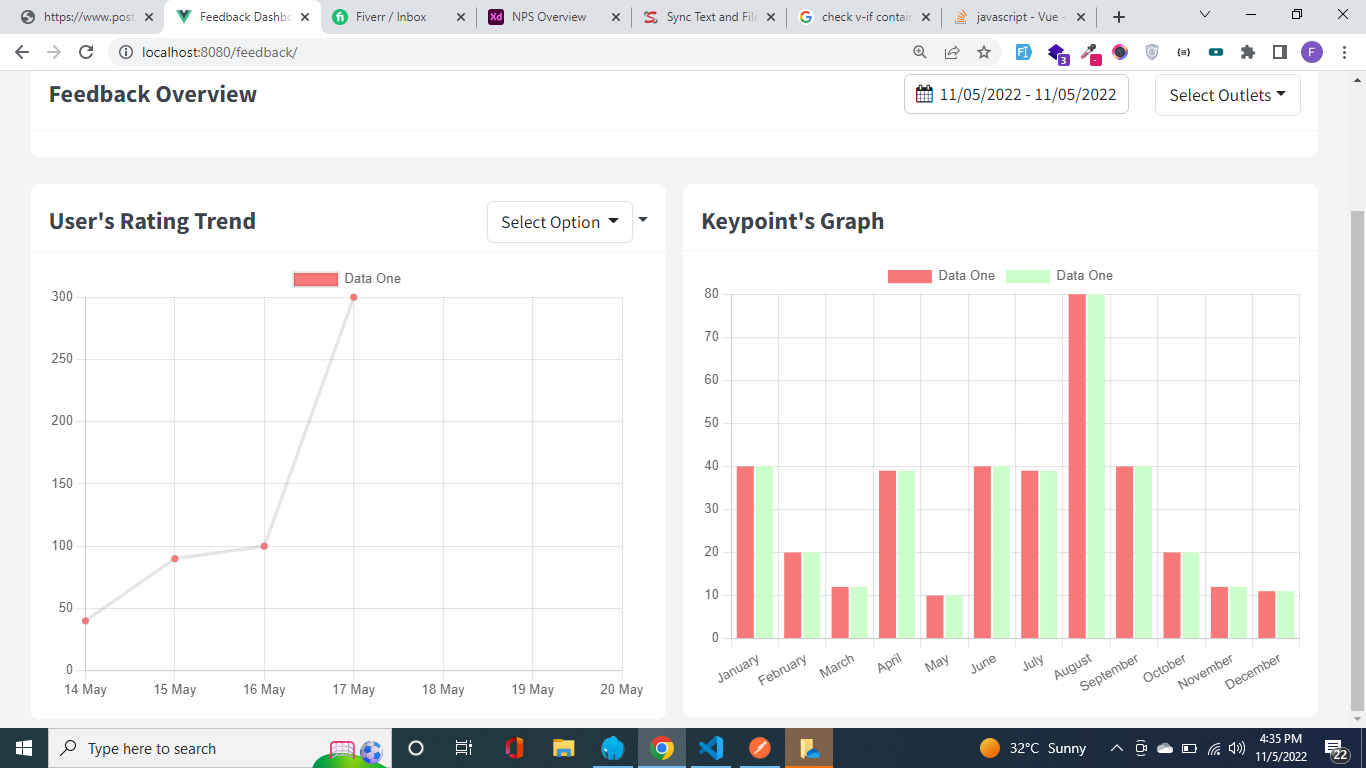 https://www.post
Feedback Dashbo
Fiverr / Inbox
Xd
NPS Overview
Sync Text and File
check v-if contain
javascript - Vue -
localhost:8080/feedback/
3
F
Feedback Overview
11/05/2022 - 11/05/2022
Select Outlets
User's Rating Trend
Select Option
Data One
300
250
200
150
100
50
0
14 May 15 May 16 May 17 May 18 May 19 May 20 May
Keypoint's Graph
Data One Data One
80
70
60
50
40
30
20
10
0
January February March April May June July August September October November December
Type here to search
32°C Sunny
4:35 PM
11/5/2022
22